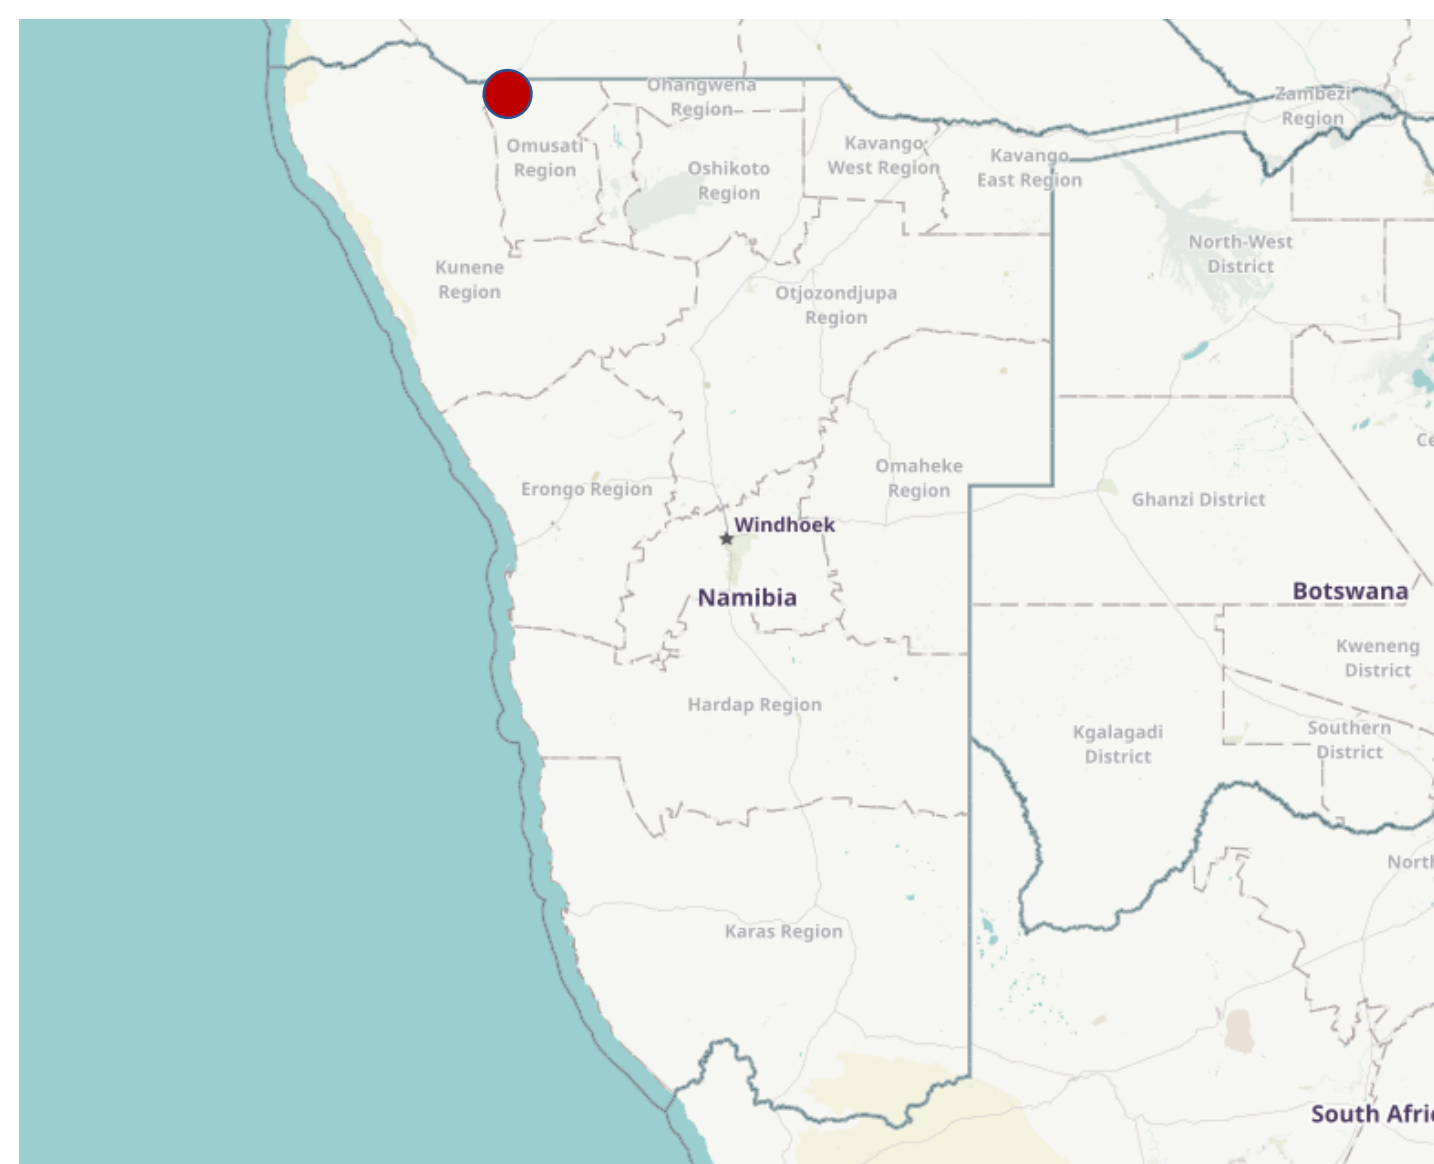 Ohangwena
Region
Zambezi
Region
Omusati
Region
Kavango
West Region
Kavango
East Region
Oshikoto
Region
North-West
District
Kunene
Region
Otjozondjupa
Region
Ce
Omaheke
Region
Erongo Region
Ghanzi District
Windhoek
Namibia
Botswana
Kweneng
District
Hardap Region
Kgalagadi
District
Southern
District
North
Karas Region
South Afri